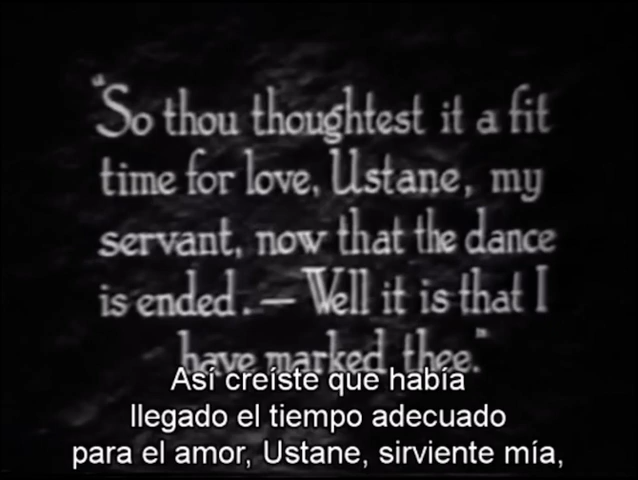 "So thou thoughtest it a fit
time for love, Ustane, my
servant, now that the dance
is ended. — Well it is that I
have marked thee."
Así creíste que había
llegado el tiempo adecuado
para el amor, Ustane, sirviente mía,